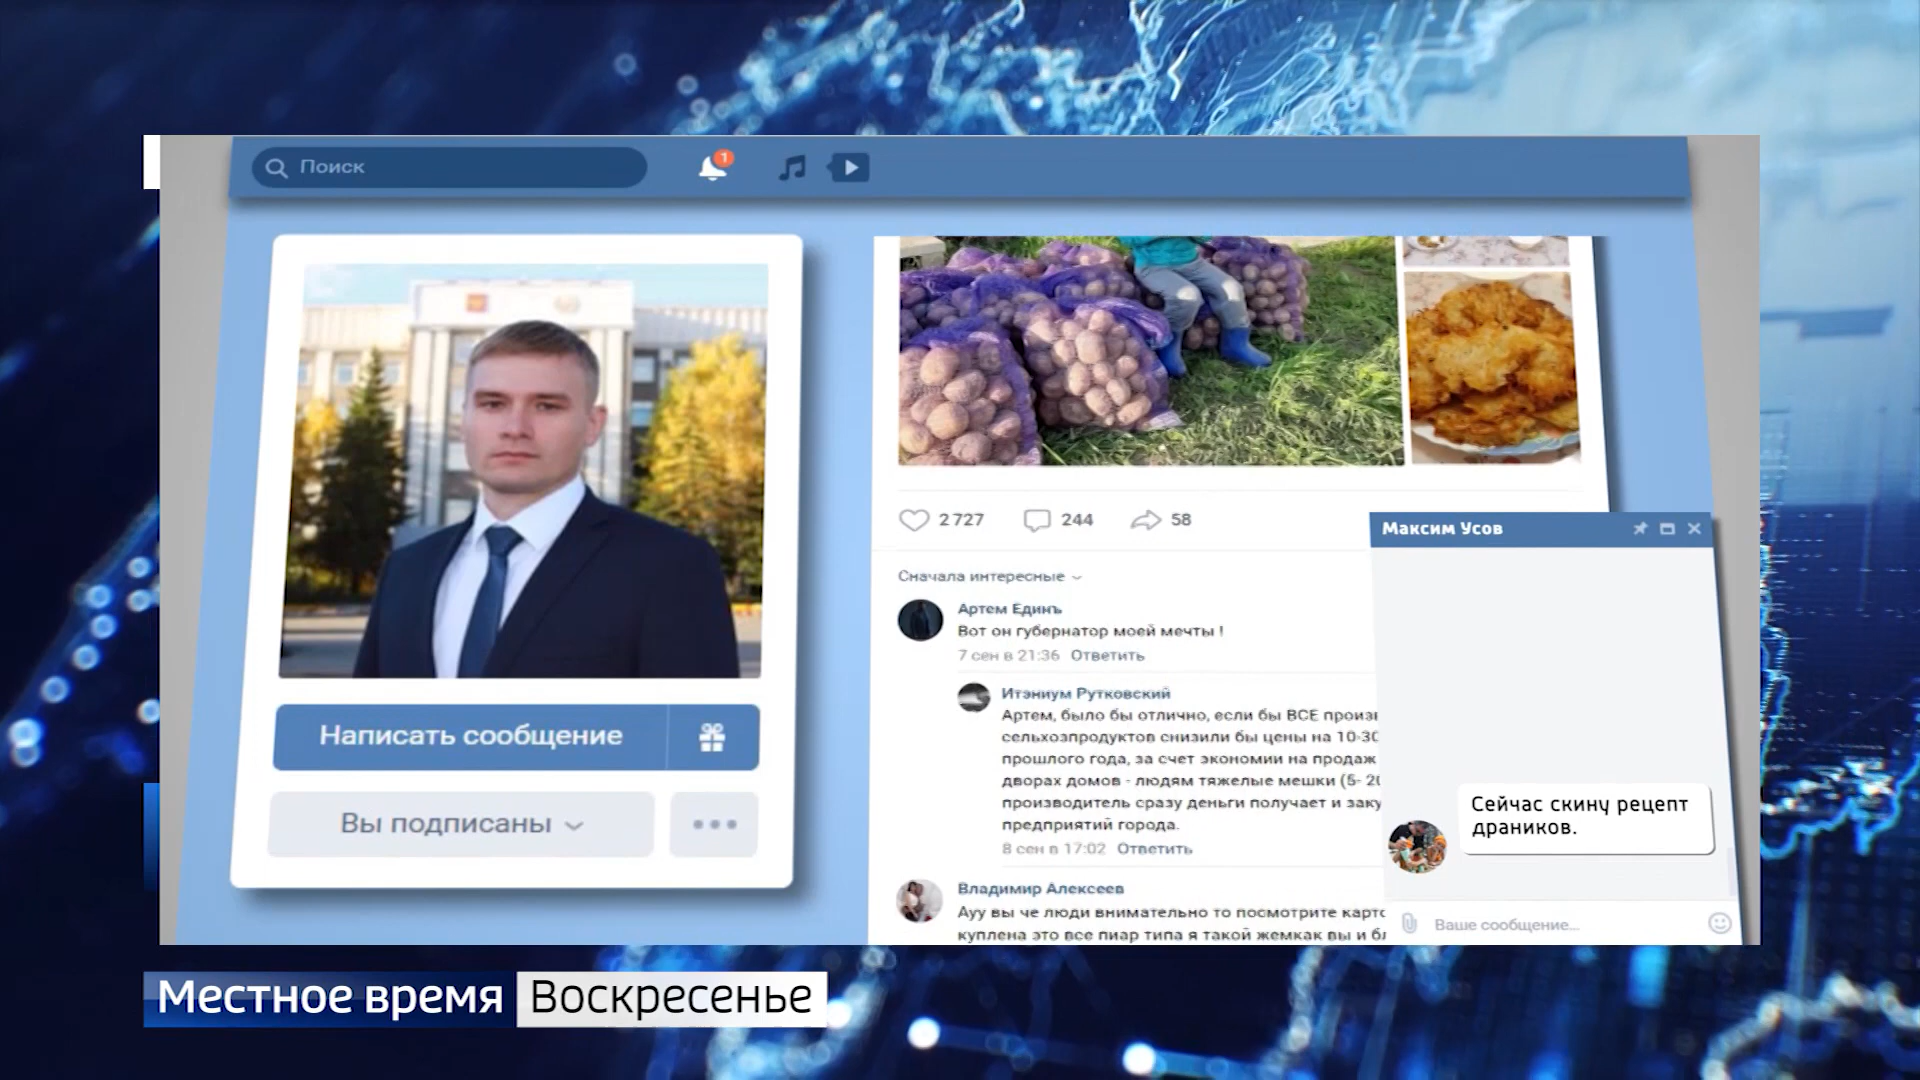 Поиск
1
Написать сообщение
Вы подписаны
2 727
244
58
Сначала интересные
Артем Единъ
Вот он губернатор моей мечты !
7 сен в 21:36 Ответить
Итэниум Рутковский
Артем, было бы отлично, если бы ВСЕ произв
сельхозпродуктов снизили бы цены на 10-30
прошлого года, за счет экономии на продаж
дворах домов - людям тяжелые мешки (5- 20
производитель сразу деньги получает и заку
предприятий города.
8 сен в 17:02 Ответить
Владимир Алексеев
Ауу вы че люди внимательно то посмотрите карто
куплена это все пиар типа я такой жемкак вы и бл
Максим Усов
Сейчас скину рецепт
драников.
Ваше сообщение...
Местное время Воскресенье